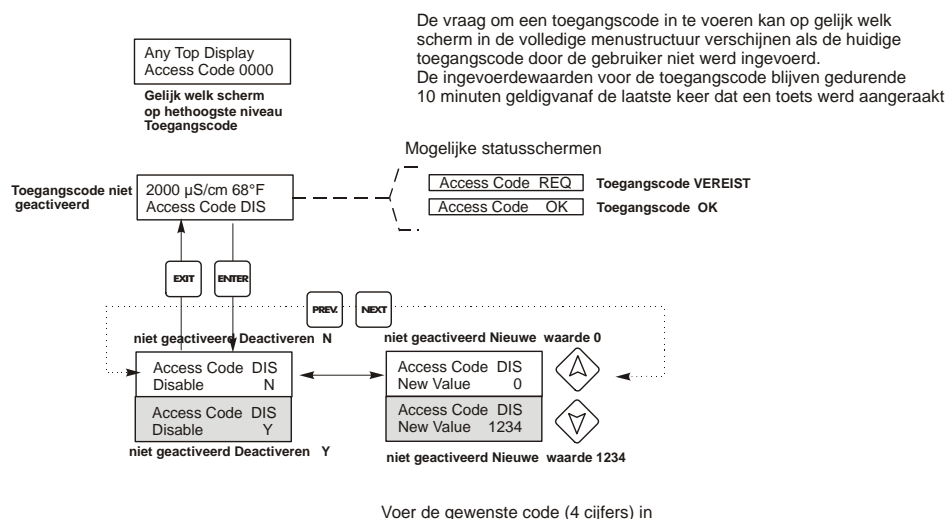 De vraag om een toegangscode in te voeren kan op gelijk welk
scherm in de volledige menustructuur verschijnen als de huidige
toegangscode door de gebruiker niet werd ingevoerd.
De ingevoerdewaarden voor de toegangscode blijven gedurende
10 minuten geldigvanaf de laatste keer dat een toets werd aangeraakt
Any Top Display
Access Code 0000
Gelijk welk scherm
op hethoogste niveau
Toegangscode
Mogelijke statusschermen
Toegangscode niet
geactiveerd
2000 µS/cm 68°F
Access Code DIS
Access Code REQ
Toegangscode VEREIST
Access Code OK
Toegangscode OK
EXIT
ENTER
PREV.
NEXT
niet geactiveerd Deactiveren N
niet geactiveerd Nieuwe waarde 0
Access Code DIS
Disable N
Access Code DIS
New Value 0
Access Code DIS
Disable Y
Access Code DIS
New Value 1234
niet geactiveerd Deactiveren Y
niet geactiveerd Nieuwe waarde 1234
Voer de gewenste code (4 cijfers) in